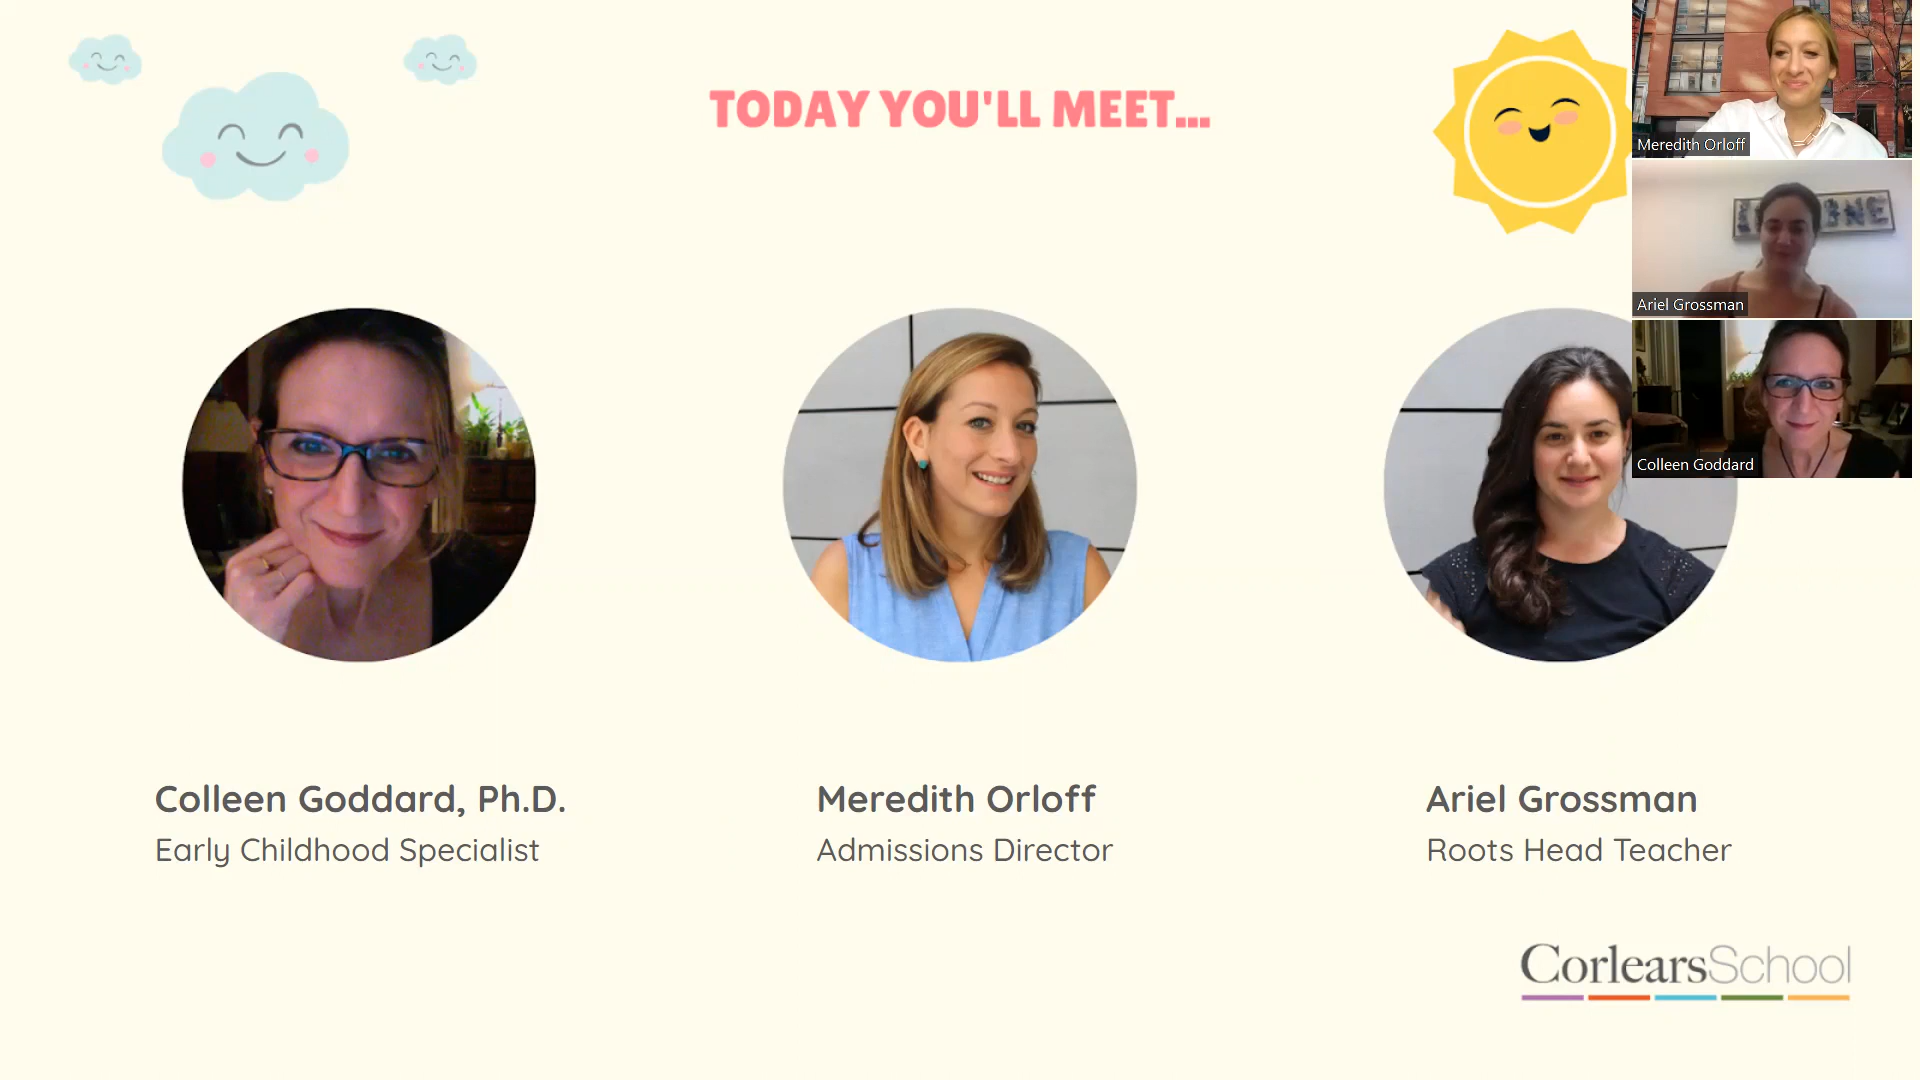 TODAY YOU'LL MEET...
Meredith Orloff
Ariel Grossman
Colleen Goddard
Colleen Goddard, Ph.D.
Early Childhood Specialist
Meredith Orloff
Admissions Director
Ariel Grossman
Roots Head Teacher
CorlearsSchool